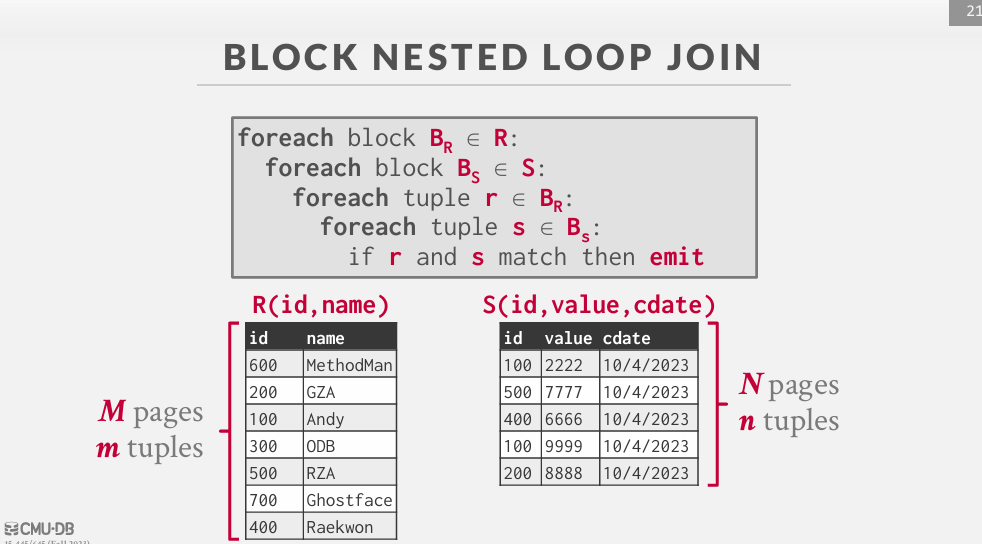 21
BLOCK NESTED LOOP JOIN
foreach block B_R ∈ R:
foreach block B_S ∈ S:
foreach tuple r ∈ B_R:
foreach tuple s ∈ B_s:
if r and s match then emit
R(id,name)
id name
600 MethodMan
200 GZA
100 Andy
300 ODB
500 RZA
700 Ghostface
400 Raekwon
M pages
m tuples
S(id,value,cdate)
id value cdate
100 2222 10/4/2023
500 7777 10/4/2023
400 6666 10/4/2023
100 9999 10/4/2023
200 8888 10/4/2023
N pages
n tuples
CMU·DB
15-445/645 (Fall 2023)